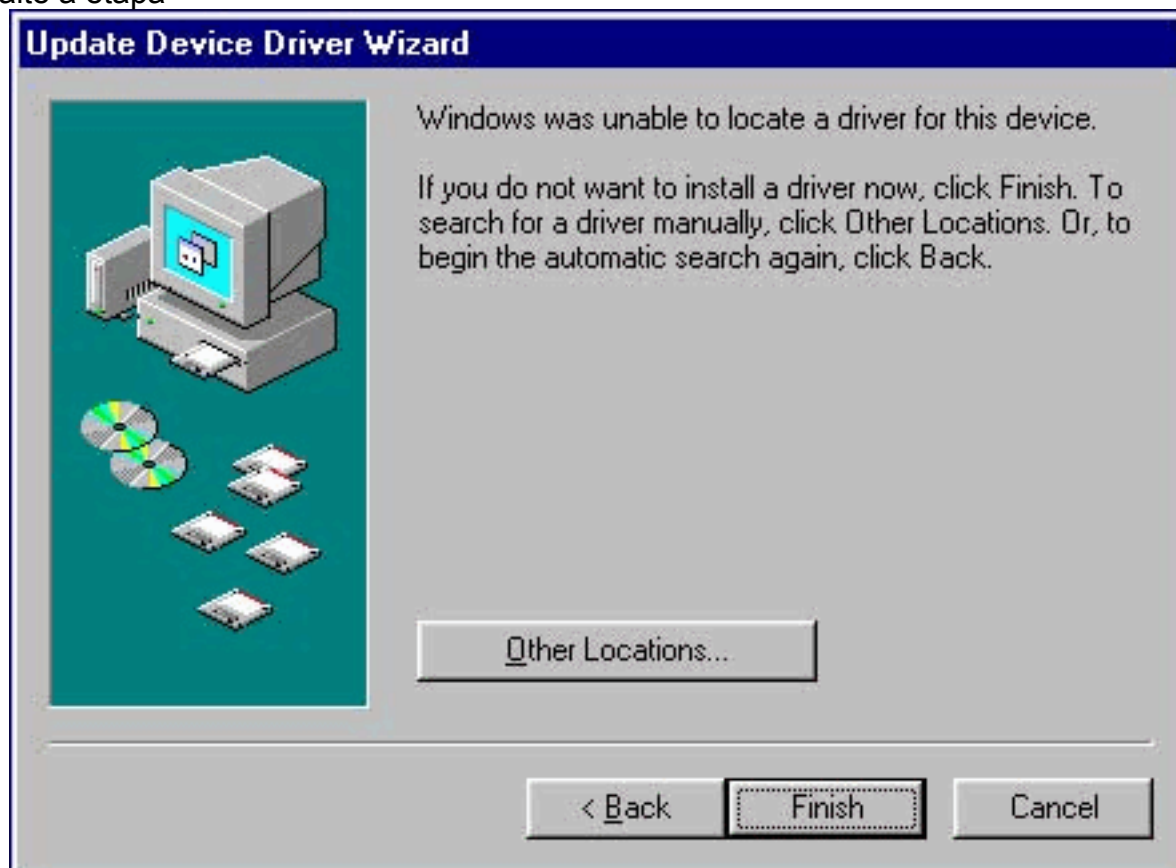 a etapa
Update Device Driver Wizard
Windows was unable to locate a driver for this device.
If you do not want to install a driver now, click Finish. To
search for a driver manually, click Other Locations. Or, to
begin the automatic search again, click Back.
Other Locations...
< Back
Finish
Cancel